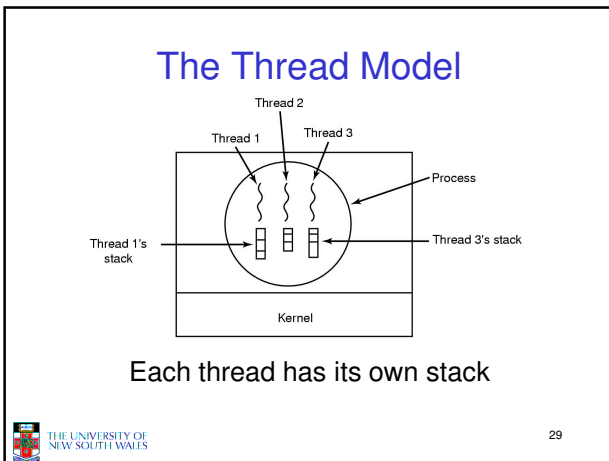 The Thread Model
Thread 2
Thread 1
Thread 3
Process
Thread 1's
stack
Thread 3's stack
Kernel
Each thread has its own stack
THE UNIVERSITY OF
NEW SOUTH WALES
29